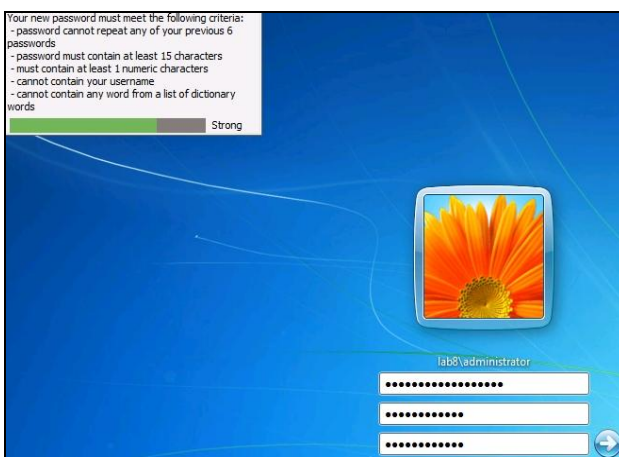 Your new password must meet the following criteria:
- password cannot repeat any of your previous 6
passwords
- password must contain at least 15 characters
- must contain at least 1 numeric characters
- cannot contain your username
- cannot contain any word from a list of dictionary
words
Strong
lab8\administrator